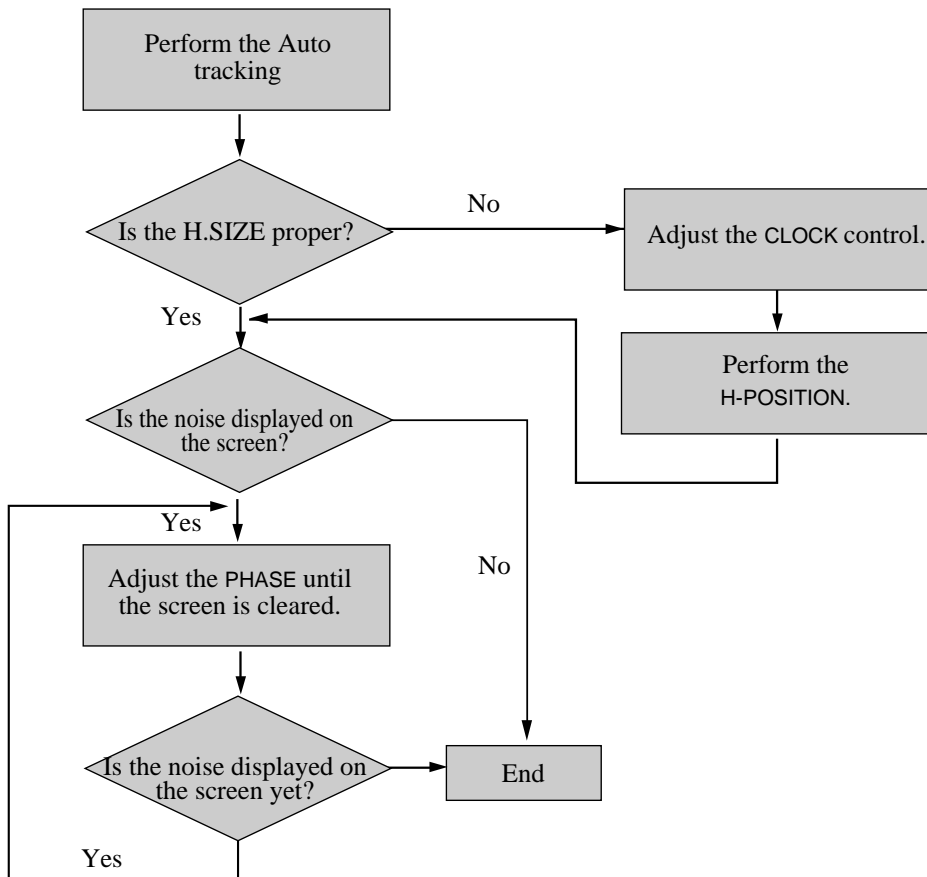 Perform the Auto
tracking
No
Is the H.SIZE proper?
Adjust the CLOCK control.
Yes
Perform the
H-POSITION.
Is the noise displayed on
the screen?
Yes
No
Adjust the PHASE until
the screen is cleared.
Is the noise displayed on
the screen yet?
End
Yes